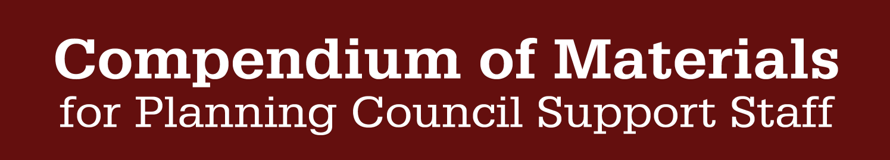 Compendium of Materials
for Planning Council Support Staff